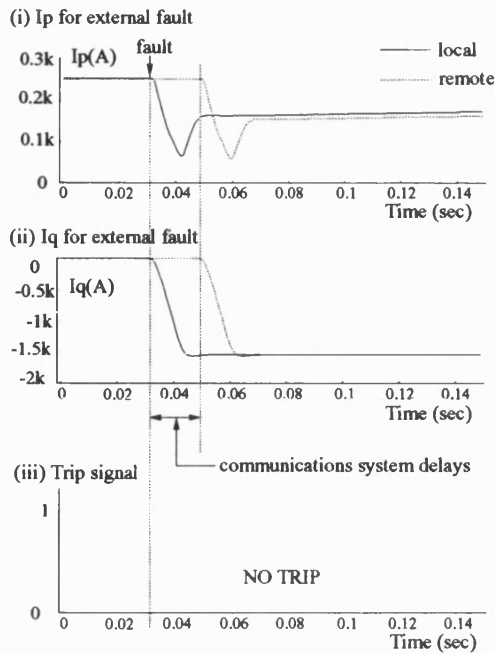 (i) Ip for external fault
Ip(A)
fault
local
remote
0.3k
0.2k
0.1k
0
0 0.02 0.04 0.06 0.08 0.1 0.12 0.14
Time (sec)
(ii) Iq for external fault
Iq(A)
0
-0.5k
-1k
-1.5k
-2k
0 0.02 0.04 0.06 0.08 0.1 0.12 0.14
Time (sec)
communications system delays
(iii) Trip signal
1
NO TRIP
0
0 0.02 0.04 0.06 0.08 0.1 0.12 0.14
Time (sec)